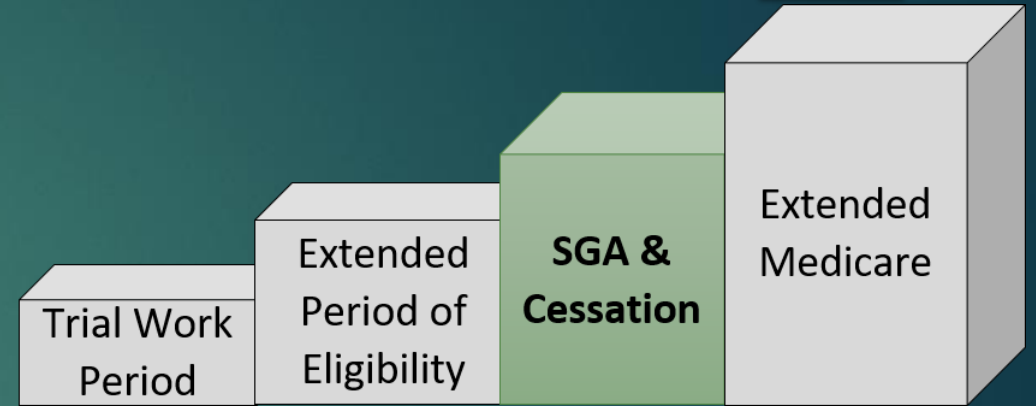 Trial Work
Period
Extended
Period of
Eligibility
SGA &
Cessation
Extended
Medicare